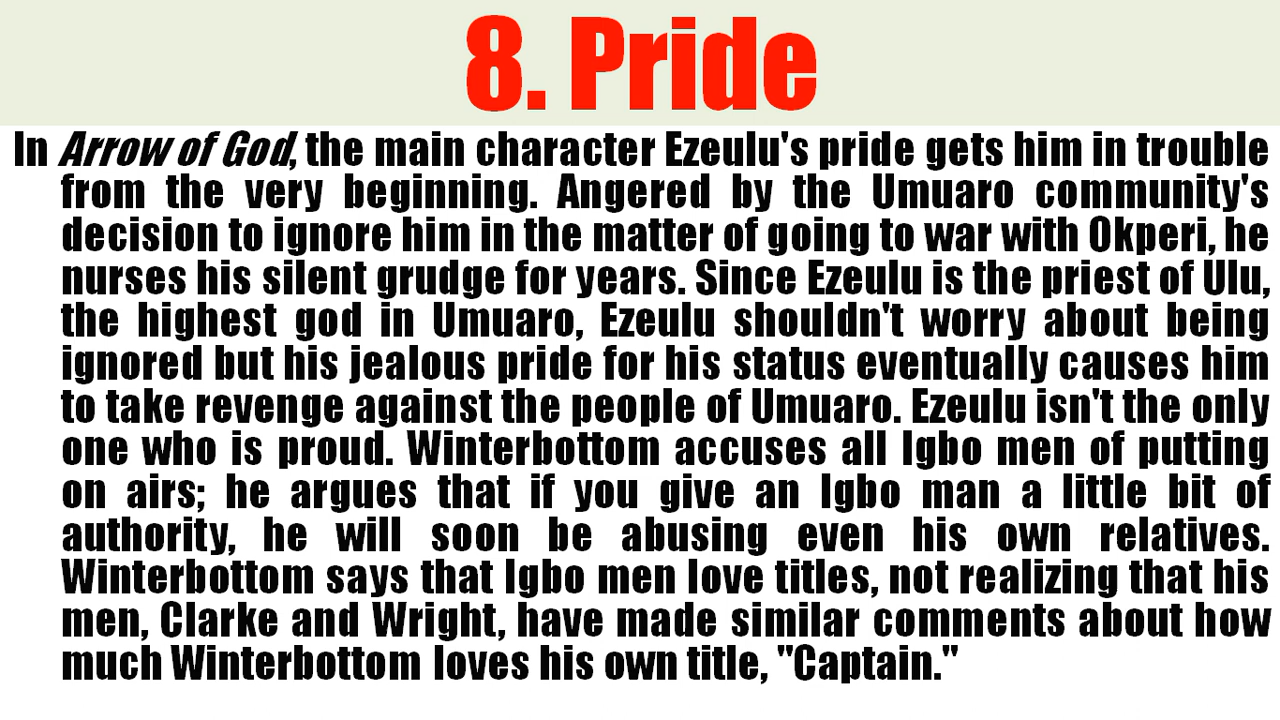 8. Pride
In Arrow of God, the main character Ezeulu's pride gets him in trouble
from the very beginning. Angered by the Umuaro community's
decision to ignore him in the matter of going to war with Okperi, he
nurses his silent grudge for years. Since Ezeulu is the priest of Ulu,
the highest god in Umuaro, Ezeulu shouldn't worry about being
ignored but his jealous pride for his status eventually causes him
to take revenge against the people of Umuaro. Ezeulu isn't the only
one who is proud. Winterbottom accuses all Igbo men of putting
on airs; he argues that if you give an Igbo man a little bit of
authority, he will soon be abusing even his own relatives.
Winterbottom says that Igbo men love titles, not realizing that his
men, Clarke and Wright, have made similar comments about how
much Winterbottom loves his own title, "Captain."